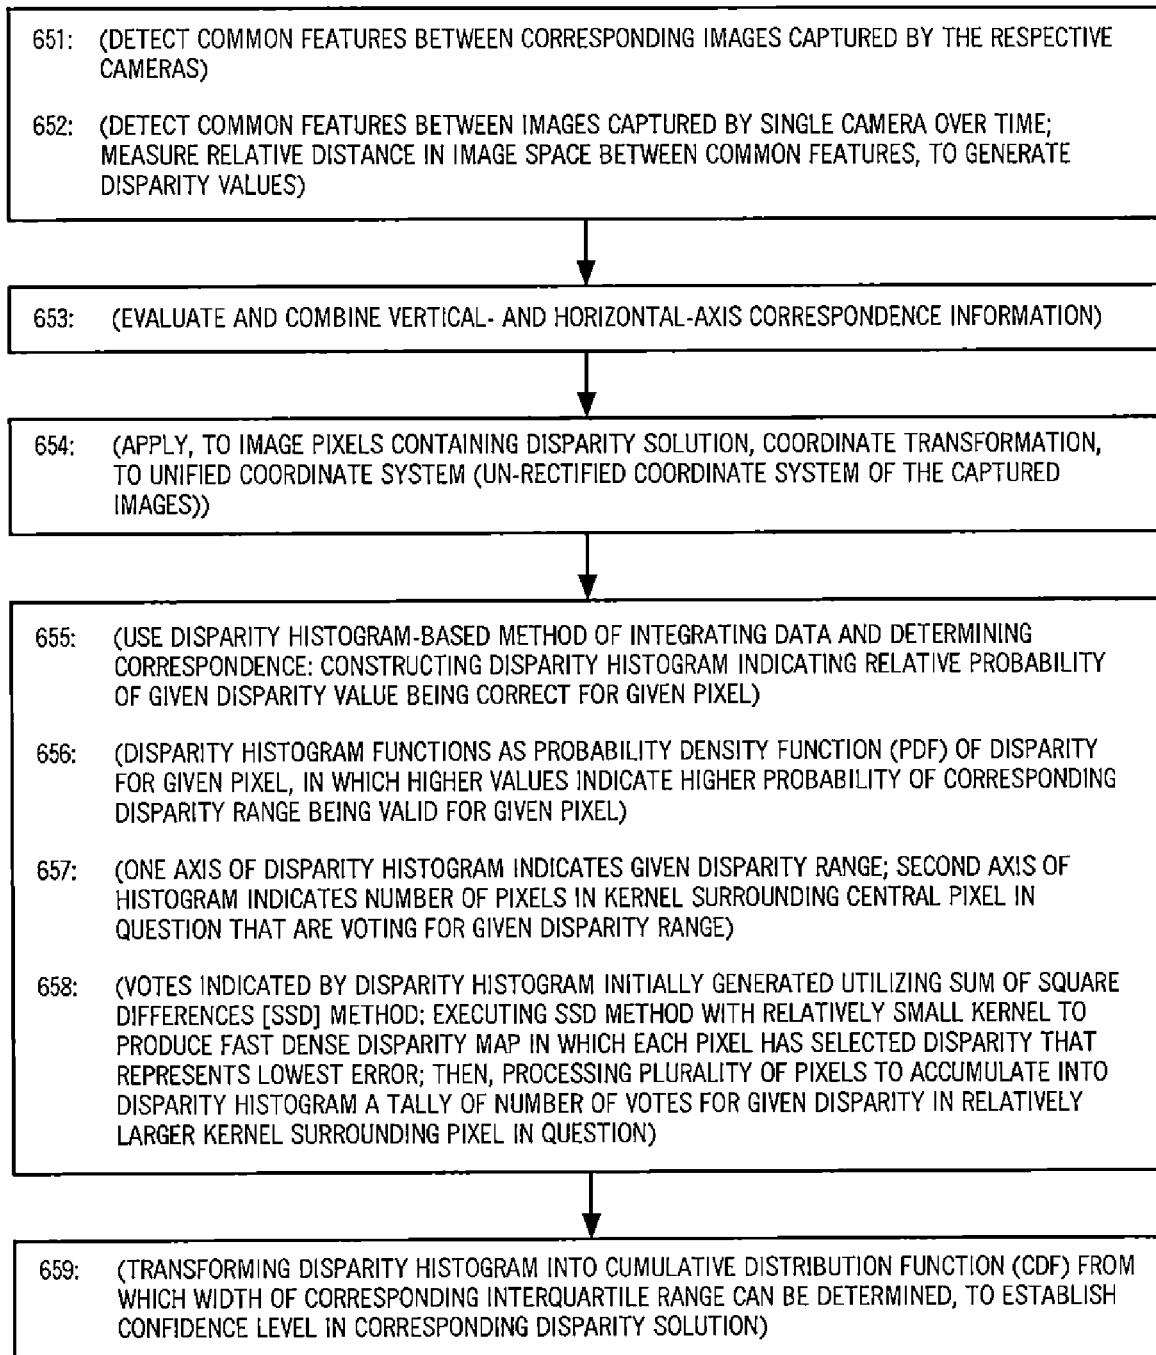 651: (DETECT COMMON FEATURES BETWEEN CORRESPONDING IMAGES CAPTURED BY THE RESPECTIVE
CAMERAS)
652: (DETECT COMMON FEATURES BETWEEN IMAGES CAPTURED BY SINGLE CAMERA OVER TIME;
MEASURE RELATIVE DISTANCE IN IMAGE SPACE BETWEEN COMMON FEATURES, TO GENERATE
DISPARITY VALUES)
653: (EVALUATE AND COMBINE VERTICAL- AND HORIZONTAL-AXIS CORRESPONDENCE INFORMATION)
654: (APPLY, TO IMAGE PIXELS CONTAINING DISPARITY SOLUTION, COORDINATE TRANSFORMATION,
TO UNIFIED COORDINATE SYSTEM (UN-RECTIFIED COORDINATE SYSTEM OF THE CAPTURED
IMAGES))
655: (USE DISPARITY HISTOGRAM-BASED METHOD OF INTEGRATING DATA AND DETERMINING
CORRESPONDENCE: CONSTRUCTING DISPARITY HISTOGRAM INDICATING RELATIVE PROBABILITY
OF GIVEN DISPARITY VALUE BEING CORRECT FOR GIVEN PIXEL)
656: (DISPARITY HISTOGRAM FUNCTIONS AS PROBABILITY DENSITY FUNCTION (PDF) OF DISPARITY
FOR GIVEN PIXEL, IN WHICH HIGHER VALUES INDICATE HIGHER PROBABILITY OF CORRESPONDING
DISPARITY RANGE BEING VALID FOR GIVEN PIXEL)
657: (ONE AXIS OF DISPARITY HISTOGRAM INDICATES GIVEN DISPARITY RANGE; SECOND AXIS OF
HISTOGRAM INDICATES NUMBER OF PIXELS IN KERNEL SURROUNDING CENTRAL PIXEL IN
QUESTION THAT ARE VOTING FOR GIVEN DISPARITY RANGE)
658: (VOTES INDICATED BY DISPARITY HISTOGRAM INITIALLY GENERATED UTILIZING SUM OF SQUARE
DIFFERENCES [SSD] METHOD: EXECUTING SSD METHOD WITH RELATIVELY SMALL KERNEL TO
PRODUCE FAST DENSE DISPARITY MAP IN WHICH EACH PIXEL HAS SELECTED DISPARITY THAT
REPRESENTS LOWEST ERROR; THEN, PROCESSING PLURALITY OF PIXELS TO ACCUMULATE INTO
DISPARITY HISTOGRAM A TALLY OF NUMBER OF VOTES FOR GIVEN DISPARITY IN RELATIVELY
LARGER KERNEL SURROUNDING PIXEL IN QUESTION)
659: (TRANSFORMING DISPARITY HISTOGRAM INTO CUMULATIVE DISTRIBUTION FUNCTION (CDF) FROM
WHICH WIDTH OF CORRESPONDING INTERQUARTILE RANGE CAN BE DETERMINED, TO ESTABLISH
CONFIDENCE LEVEL IN CORRESPONDING DISPARITY SOLUTION)